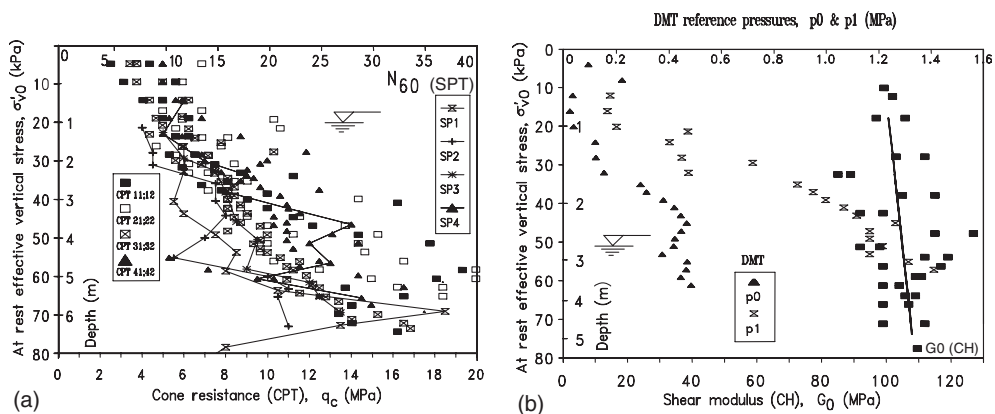 DMT reference pressures, p0 & p1 (MPa)
0 5 10 15 20 25 30 35 40
N60 (SPT)
0 10 20 30 40 50 60 70 80
At rest effective vertical stress, σ'v0 (kPa)
1 2 3 4 5 6
Depth (m)
SP1
SP2
SP3
SP4
CPT 11;12
CPT 21;22
CPT 31;32
CPT 41;42
0 2 4 6 8 10 12 14 16 18 20
Cone resistance (CPT), qc (MPa)
(a)
0 0.2 0.4 0.6 0.8 1 1.2 1.4 1.6
0 10 20 30 40 50 60 70 80
At rest effective vertical stress, σ'v0 (kPa)
1 2 3 4 5
Depth (m)
DMT
p0
p1
G0 (CH)
0 20 40 60 80 100 120
Shear modulus (CH), G0 (MPa)
(b)